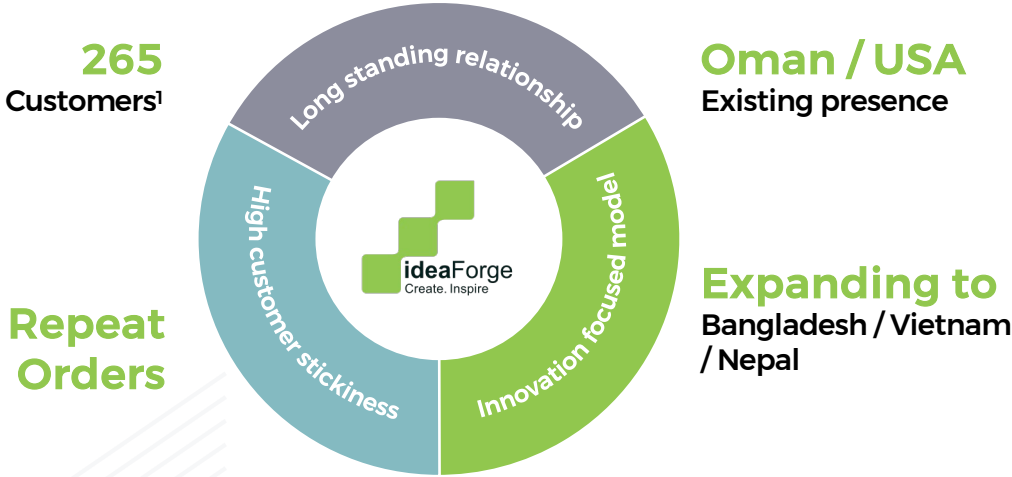 265
Customers¹
Oman / USA
Existing presence
Long standing relationship
High customer stickiness
Innovation focused model
ideaForge
Create. Inspire
Repeat
Orders
Expanding to
Bangladesh / Vietnam
/ Nepal